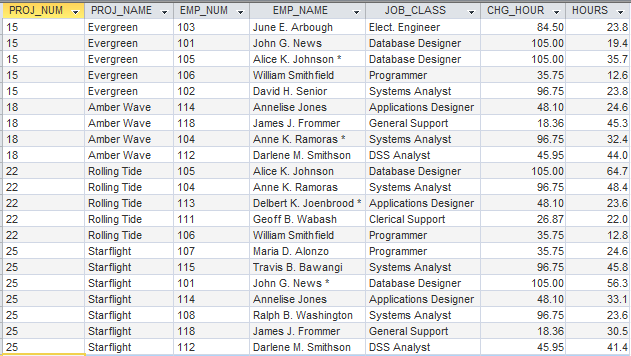 PROJ_NUM PROJ_NAME EMP_NUM EMP_NAME JOB_CLASS CHG_HOUR HOURS
15 Evergreen 103 June E. Arbough Elect. Engineer 84.50 23.8
15 Evergreen 101 John G. News Database Designer 105.00 19.4
15 Evergreen 105 Alice K. Johnson * Database Designer 105.00 35.7
15 Evergreen 106 William Smithfield Programmer 35.75 12.6
15 Evergreen 102 David H. Senior Systems Analyst 96.75 23.8
18 Amber Wave 114 Annelise Jones Applications Designer 48.10 24.6
18 Amber Wave 118 James J. Frommer General Support 18.36 45.3
18 Amber Wave 104 Anne K. Ramoras * Systems Analyst 96.75 32.4
18 Amber Wave 112 Darlene M. Smithson DSS Analyst 45.95 44.0
22 Rolling Tide 105 Alice K. Johnson Database Designer 105.00 64.7
22 Rolling Tide 104 Anne K. Ramoras Systems Analyst 96.75 48.4
22 Rolling Tide 113 Delbert K. Joenbrood * Applications Designer 48.10 23.6
22 Rolling Tide 111 Geoff B. Wabash Clerical Support 26.87 22.0
22 Rolling Tide 106 William Smithfield Programmer 35.75 12.8
25 Starflight 107 Maria D. Alonzo Programmer 35.75 24.6
25 Starflight 115 Travis B. Bawangi Systems Analyst 96.75 45.8
25 Starflight 101 John G. News * Database Designer 105.00 56.3
25 Starflight 114 Annelise Jones Applications Designer 48.10 33.1
25 Starflight 108 Ralph B. Washington Systems Analyst 96.75 23.6
25 Starflight 118 James J. Frommer General Support 18.36 30.5
25 Starflight 112 Darlene M. Smithson DSS Analyst 45.95 41.4